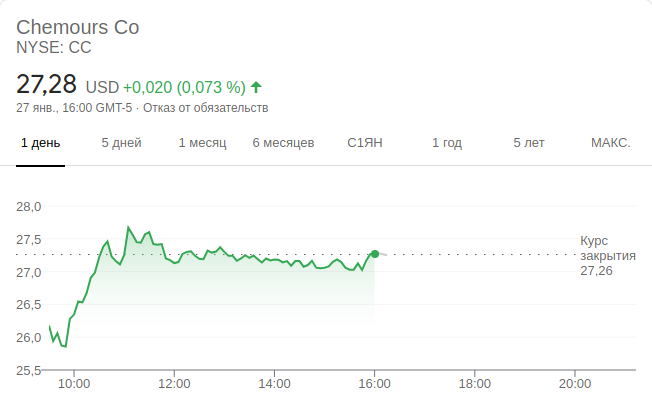 Chemours Co
NYSE: CC
27,28 USD +0,020 (0,073 %)
27 янв., 16:00 GMT-5 · Отказ от обязательств
1 день 5 дней 1 месяц 6 месяцев С1ЯН 1 год 5 лет МАКС.
28,0
27,5
27,0
26,5
26,0
25,5
Курс
закрытия
27,26
10:00 12:00 14:00 16:00 18:00 20:00